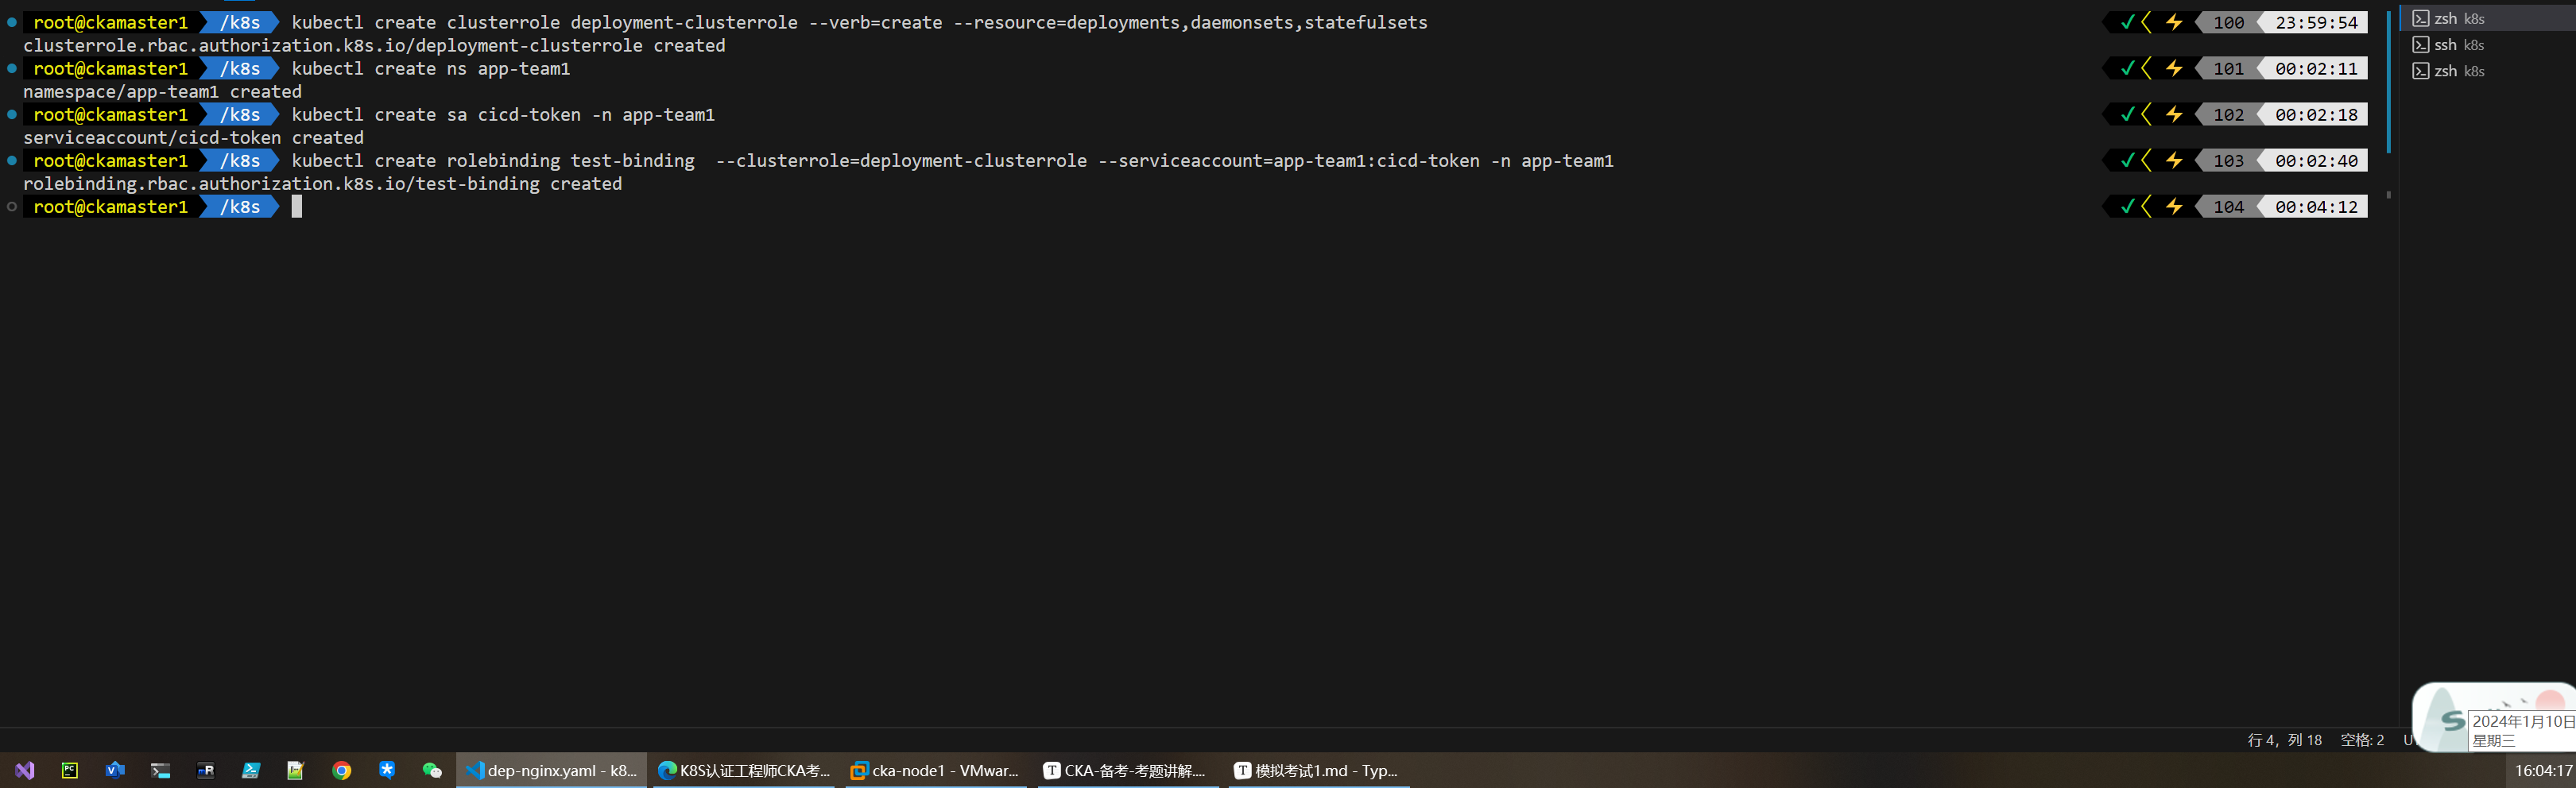 root@ckamaster1 /k8s kubectl create clusterrole deployment-clusterrole --verb=create --resource=deployments,daemonsets,statefulsets ✓ ⚡ 100 23:59:54
clusterrole.rbac.authorization.k8s.io/deployment-clusterrole created
root@ckamaster1 /k8s kubectl create ns app-team1 ✓ ⚡ 101 00:02:11
namespace/app-team1 created
root@ckamaster1 /k8s kubectl create sa cicd-token -n app-team1 ✓ ⚡ 102 00:02:18
serviceaccount/cicd-token created
root@ckamaster1 /k8s kubectl create rolebinding test-binding  --clusterrole=deployment-clusterrole --serviceaccount=app-team1:cicd-token -n app-team1 ✓ ⚡ 103 00:02:40
rolebinding.rbac.authorization.k8s.io/test-binding created
root@ckamaster1 /k8s ✓ ⚡ 104 00:04:12
zsh k8s
ssh k8s
zsh k8s
S
2024年1月10日
星期三
行 4，列 18 空格: 2 U
dep-nginx.yaml - k8... K8S认证工程师CKA考... cka-node1 - VMwar... CKA-备考-考题讲解.... 模拟考试1.md - Typ... 16:04:17